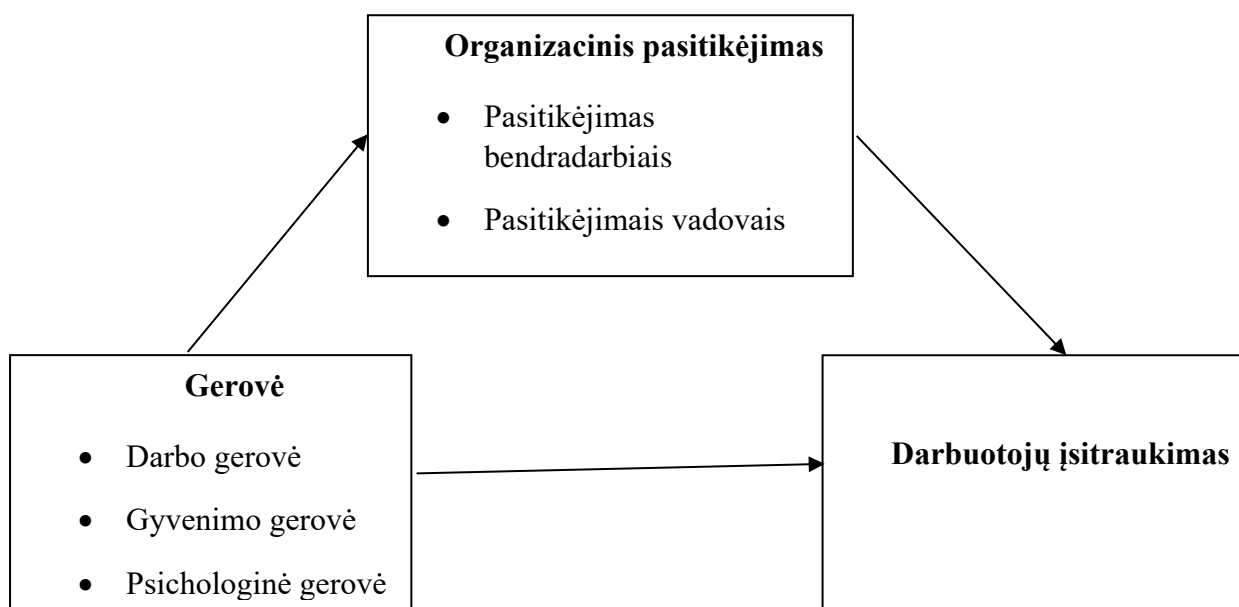 Organizacinis pasitikėjimas
• Pasitikėjimas
bendradarbiais
• Pasitikėjimais vadovais
Gerovė
• Darbo gerovė
• Gyvenimo gerovė
• Psichologinė gerovė
Darbuotojų įsitraukimas